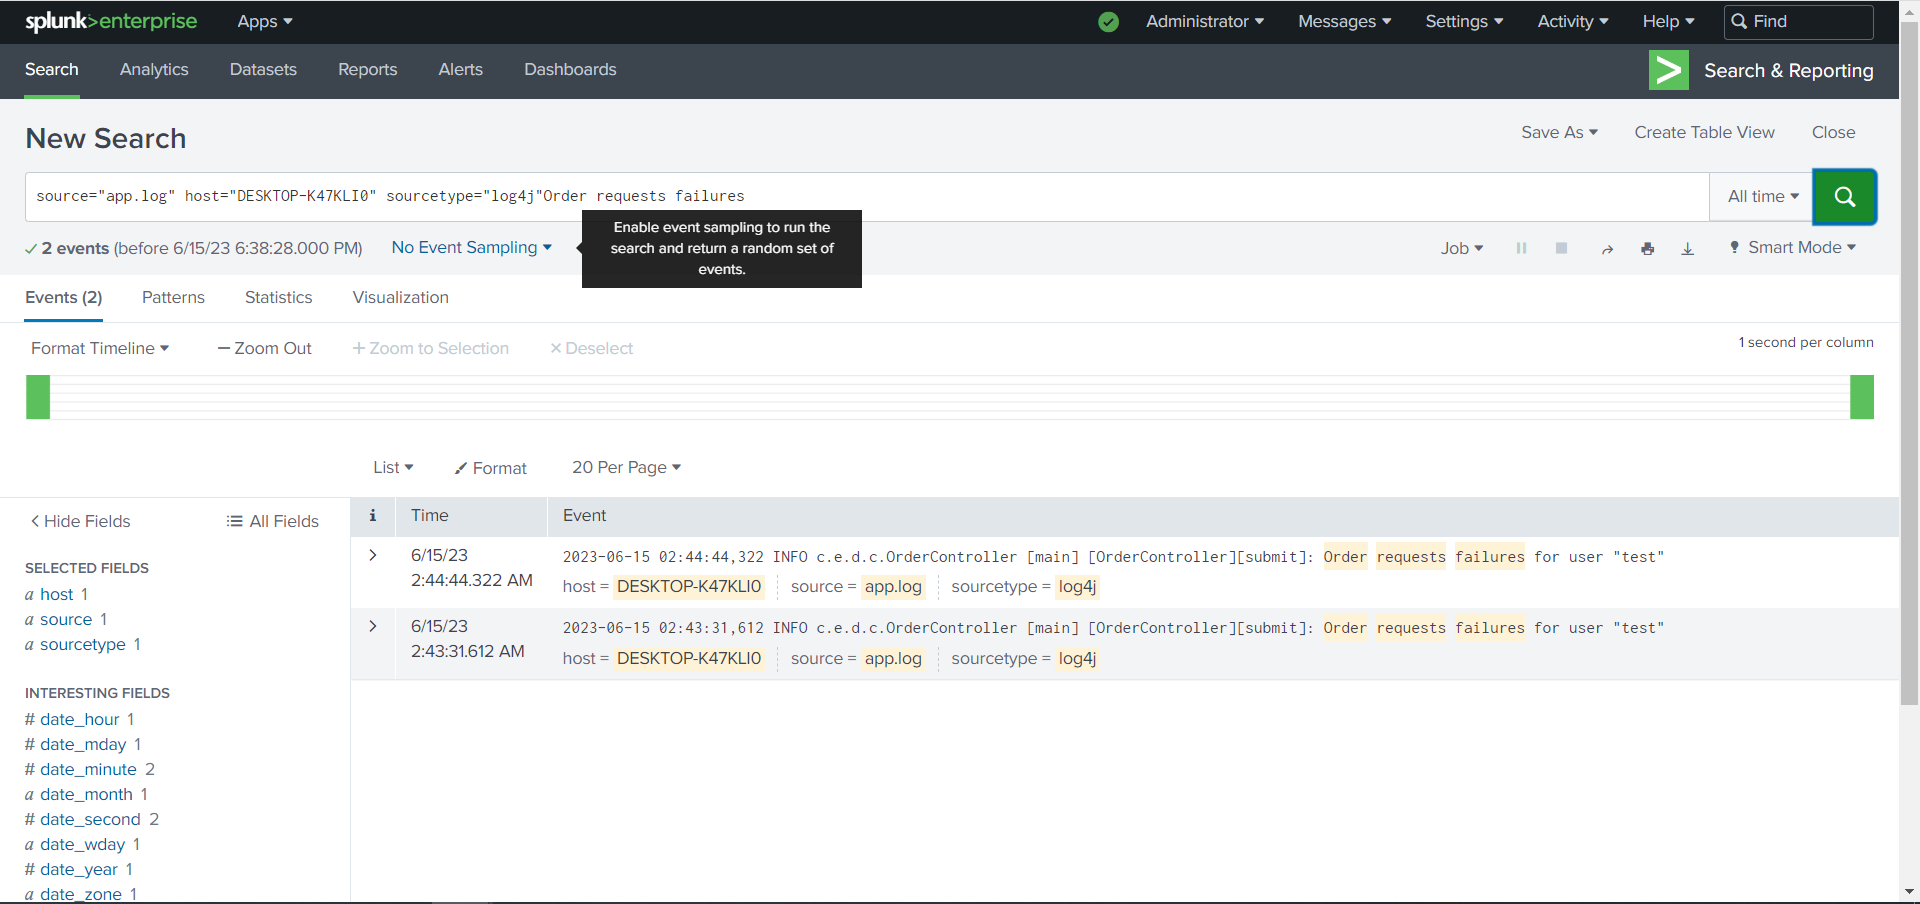 splunk>enterprise Apps Administrator Messages Settings Activity Help Find
Search Analytics Datasets Reports Alerts Dashboards Search & Reporting
New Search Save As Create Table View Close
source="app.log" host="DESKTOP-K47KLI0" sourcetype="log4j"Order requests failures All time
2 events (before 6/15/23 6:38:28.000 PM) No Event Sampling Job Smart Mode
Enable event sampling to run the
search and return a random set of
events.
Events (2) Patterns Statistics Visualization
Format Timeline — Zoom Out + Zoom to Selection × Deselect 1 second per column
List Format 20 Per Page
< Hide Fields All Fields
SELECTED FIELDS
a host 1
a source 1
a sourcetype 1
INTERESTING FIELDS
# date_hour 1
# date_mday 1
# date_minute 2
a date_month 1
# date_second 2
a date_wday 1
# date_year 1
a date_zone 1
i Time Event
> 6/15/23
2:44:44.322 AM
2023-06-15 02:44:44,322 INFO c.e.d.c.OrderController [main] [OrderController][submit]: Order requests failures for user "test"
host = DESKTOP-K47KLI0 source = app.log sourcetype = log4j
> 6/15/23
2:43:31.612 AM
2023-06-15 02:43:31,612 INFO c.e.d.c.OrderController [main] [OrderController][submit]: Order requests failures for user "test"
host = DESKTOP-K47KLI0 source = app.log sourcetype = log4j